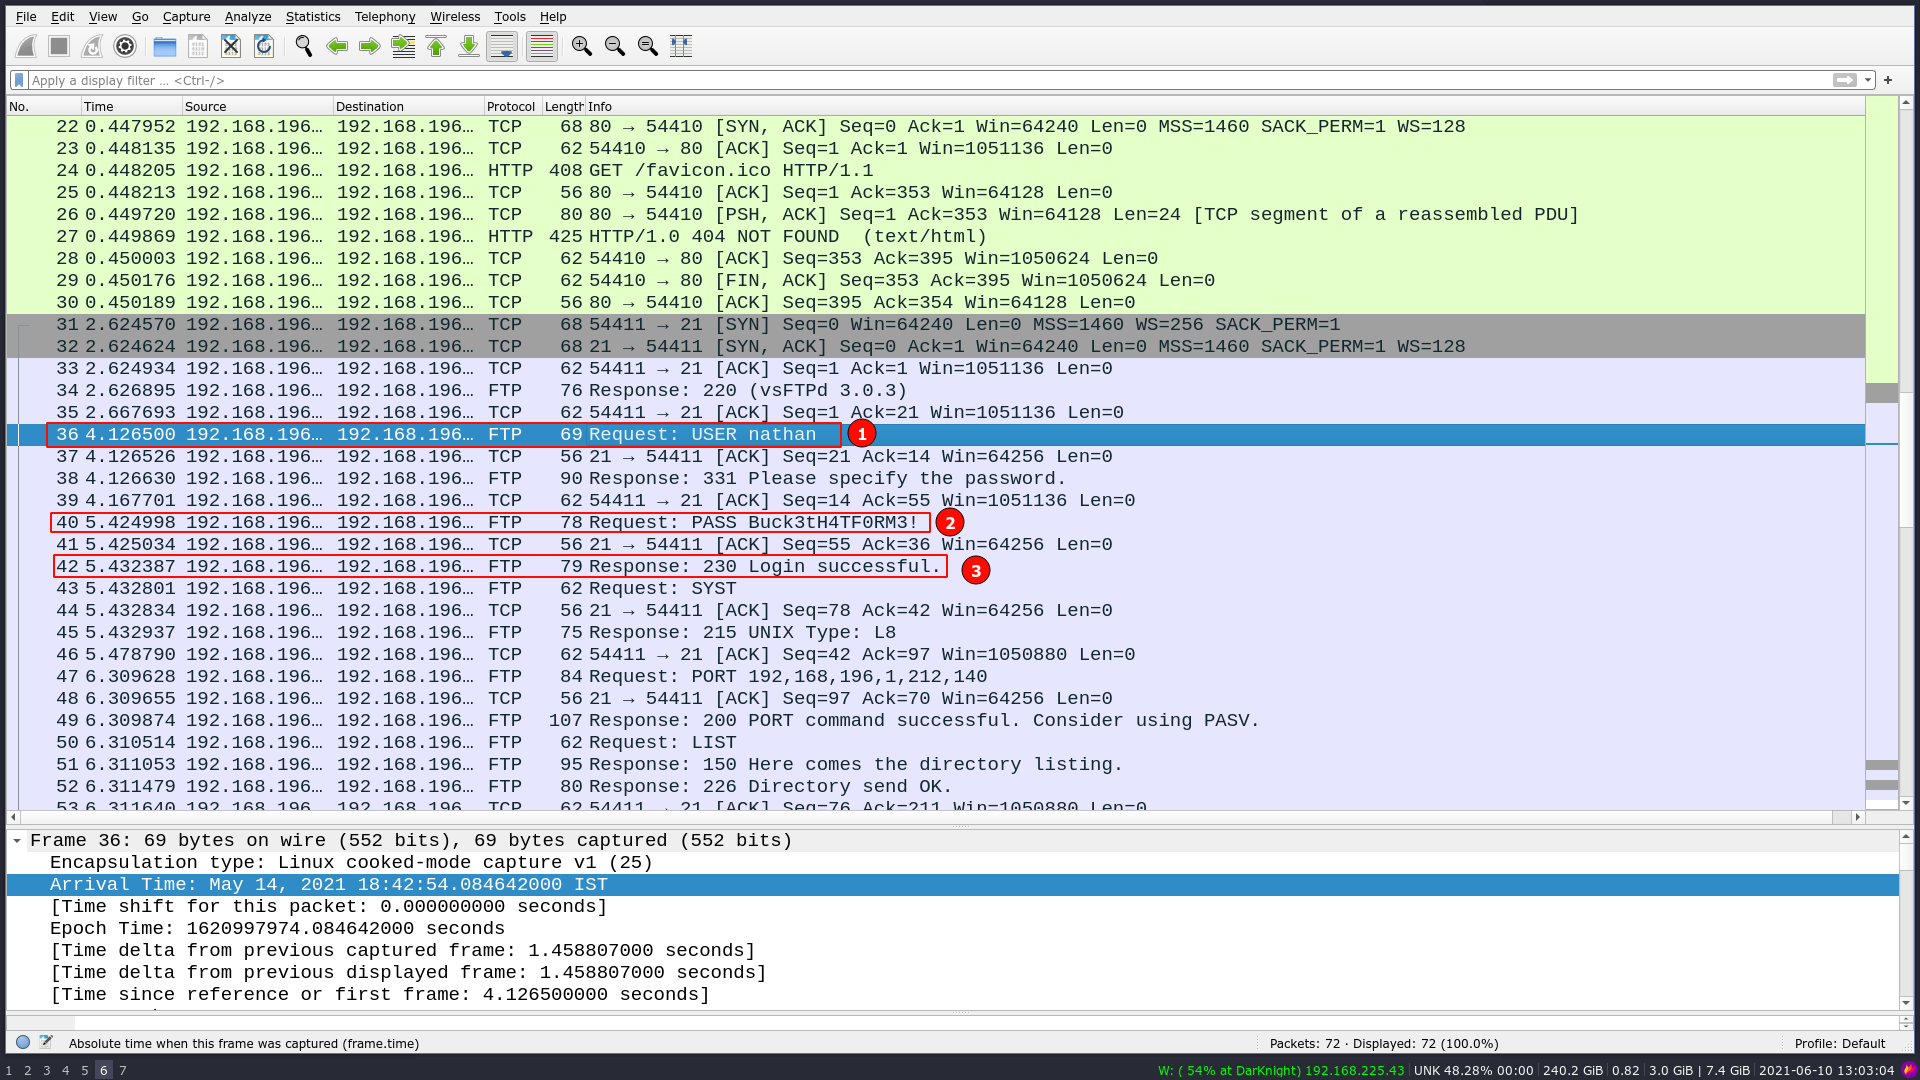 File Edit View Go Capture Analyze Statistics Telephony Wireless Tools Help
Apply a display filter ... <Ctrl-/>
No. Time Source Destination Protocol Length Info
22 0.447952 192.168.196… 192.168.196… TCP 68 80 → 54410 [SYN, ACK] Seq=0 Ack=1 Win=64240 Len=0 MSS=1460 SACK_PERM=1 WS=128
23 0.448135 192.168.196… 192.168.196… TCP 62 54410 → 80 [ACK] Seq=1 Ack=1 Win=1051136 Len=0
24 0.448205 192.168.196… 192.168.196… HTTP 408 GET /favicon.ico HTTP/1.1
25 0.448213 192.168.196… 192.168.196… TCP 56 80 → 54410 [ACK] Seq=1 Ack=353 Win=64128 Len=0
26 0.449720 192.168.196… 192.168.196… TCP 80 80 → 54410 [PSH, ACK] Seq=1 Ack=353 Win=64128 Len=24 [TCP segment of a reassembled PDU]
27 0.449869 192.168.196… 192.168.196… HTTP 425 HTTP/1.0 404 NOT FOUND  (text/html)
28 0.450003 192.168.196… 192.168.196… TCP 62 54410 → 80 [ACK] Seq=353 Ack=395 Win=1050624 Len=0
29 0.450176 192.168.196… 192.168.196… TCP 62 54410 → 80 [FIN, ACK] Seq=353 Ack=395 Win=1050624 Len=0
30 0.450189 192.168.196… 192.168.196… TCP 56 80 → 54410 [ACK] Seq=395 Ack=354 Win=64128 Len=0
31 2.624570 192.168.196… 192.168.196… TCP 68 54411 → 21 [SYN] Seq=0 Win=64240 Len=0 MSS=1460 WS=256 SACK_PERM=1
32 2.624624 192.168.196… 192.168.196… TCP 68 21 → 54411 [SYN, ACK] Seq=0 Ack=1 Win=64240 Len=0 MSS=1460 SACK_PERM=1 WS=128
33 2.624934 192.168.196… 192.168.196… TCP 62 54411 → 21 [ACK] Seq=1 Ack=1 Win=1051136 Len=0
34 2.626895 192.168.196… 192.168.196… FTP 76 Response: 220 (vsFTPd 3.0.3)
35 2.667693 192.168.196… 192.168.196… TCP 62 54411 → 21 [ACK] Seq=1 Ack=21 Win=1051136 Len=0
36 4.126500 192.168.196… 192.168.196… FTP 69 Request: USER nathan 1
37 4.126526 192.168.196… 192.168.196… TCP 56 21 → 54411 [ACK] Seq=21 Ack=14 Win=64256 Len=0
38 4.126630 192.168.196… 192.168.196… FTP 90 Response: 331 Please specify the password.
39 4.167701 192.168.196… 192.168.196… TCP 62 54411 → 21 [ACK] Seq=14 Ack=55 Win=1051136 Len=0
40 5.424998 192.168.196… 192.168.196… FTP 78 Request: PASS Buck3tH4TF0RM3! 2
41 5.425034 192.168.196… 192.168.196… TCP 56 21 → 54411 [ACK] Seq=55 Ack=36 Win=64256 Len=0
42 5.432387 192.168.196… 192.168.196… FTP 79 Response: 230 Login successful. 3
43 5.432801 192.168.196… 192.168.196… FTP 62 Request: SYST
44 5.432834 192.168.196… 192.168.196… TCP 56 21 → 54411 [ACK] Seq=78 Ack=42 Win=64256 Len=0
45 5.432937 192.168.196… 192.168.196… FTP 75 Response: 215 UNIX Type: L8
46 5.478790 192.168.196… 192.168.196… TCP 62 54411 → 21 [ACK] Seq=42 Ack=97 Win=1050880 Len=0
47 6.309628 192.168.196… 192.168.196… FTP 84 Request: PORT 192,168,196,1,212,140
48 6.309655 192.168.196… 192.168.196… TCP 56 21 → 54411 [ACK] Seq=97 Ack=70 Win=64256 Len=0
49 6.309874 192.168.196… 192.168.196… FTP 107 Response: 200 PORT command successful. Consider using PASV.
50 6.310514 192.168.196… 192.168.196… FTP 62 Request: LIST
51 6.311053 192.168.196… 192.168.196… FTP 95 Response: 150 Here comes the directory listing.
52 6.311479 192.168.196… 192.168.196… FTP 80 Response: 226 Directory send OK.
53 6.311640 192.168.196… 192.168.196… TCP 62 54411 → 21 [ACK] Seq=76 Ack=211 Win=1050880 Len=0
Frame 36: 69 bytes on wire (552 bits), 69 bytes captured (552 bits)
Encapsulation type: Linux cooked-mode capture v1 (25)
Arrival Time: May 14, 2021 18:42:54.084642000 IST
[Time shift for this packet: 0.000000000 seconds]
Epoch Time: 1620997974.084642000 seconds
[Time delta from previous captured frame: 1.458807000 seconds]
[Time delta from previous displayed frame: 1.458807000 seconds]
[Time since reference or first frame: 4.126500000 seconds]
Absolute time when this frame was captured (frame.time) Packets: 72 · Displayed: 72 (100.0%) Profile: Default
1 2 3 4 5 6 7 W: ( 54% at DarKnight) 192.168.225.43 UNK 48.28% 00:00 240.2 GiB 0.82 3.0 GiB | 7.4 GiB 2021-06-10 13:03:04